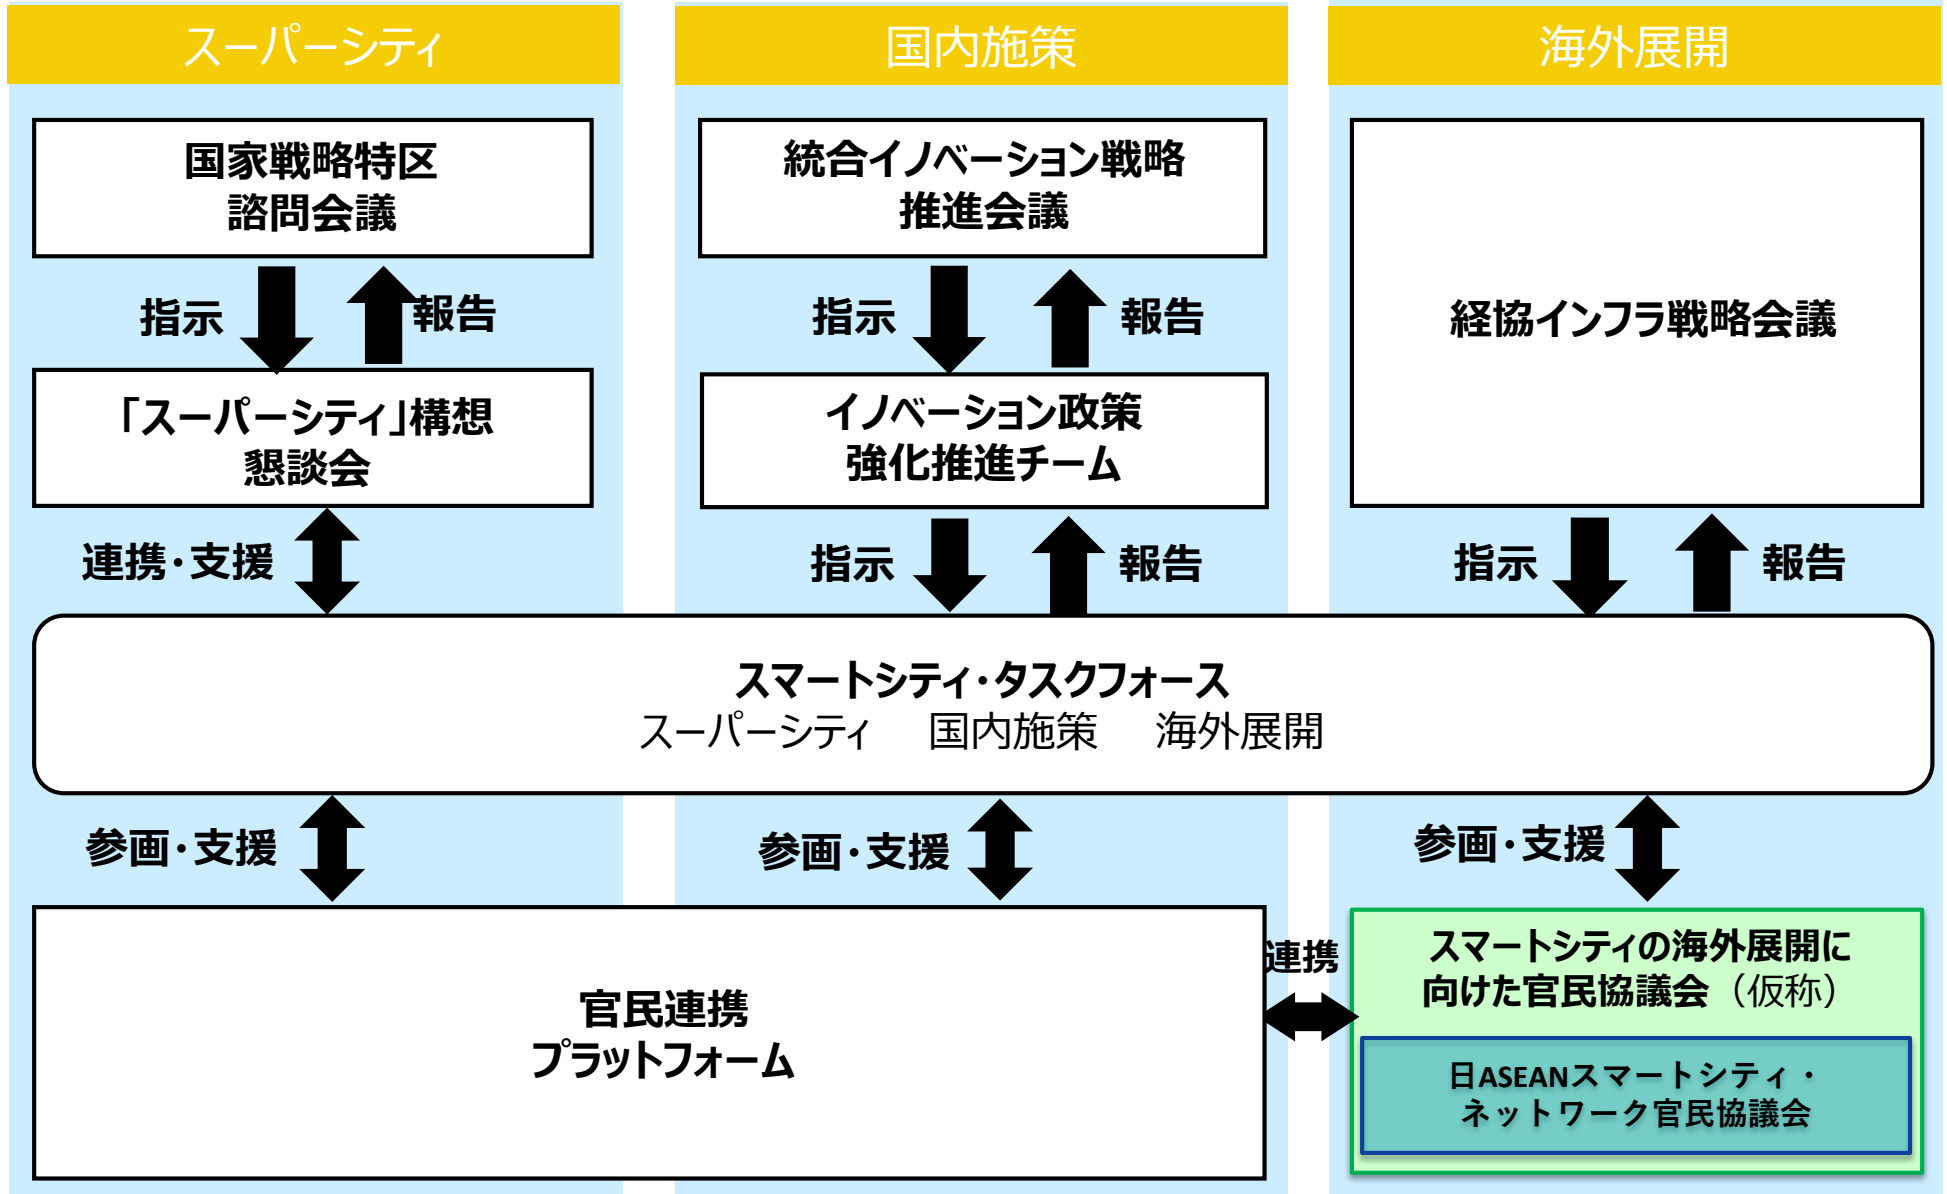 スーパーシティ
国内施策
海外展開
国家戦略特区
諮問会議
統合イノベーション戦略
推進会議
経協インフラ戦略会議
指示
報告
指示
報告
「スーパーシティ」構想
懇談会
イノベーション政策
強化推進チーム
連携・支援
指示
報告
指示
報告
スマートシティ・タスクフォース
スーパーシティ 国内施策 海外展開
参画・支援
参画・支援
参画・支援
官民連携
プラットフォーム
連携
スマートシティの海外展開に
向けた官民協議会（仮称）
日ASEANスマートシティ・
ネットワーク官民協議会